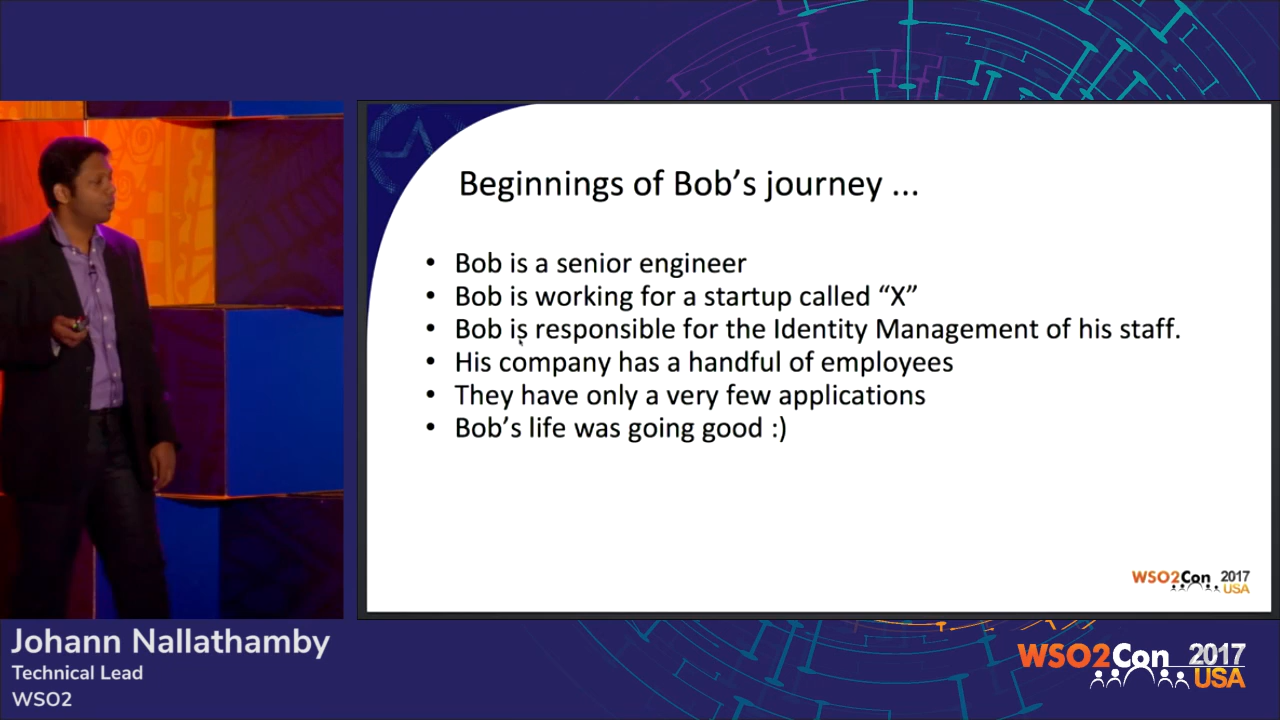 Beginnings of Bob’s journey ...
• Bob is a senior engineer
• Bob is working for a startup called “X”
• Bob is responsible for the Identity Management of his staff.
• His company has a handful of employees
• They have only a very few applications
• Bob’s life was going good :)
WSO2Con 2017
USA
Johann Nallathamby
Technical Lead
WSO2
WSO2Con 2017
USA